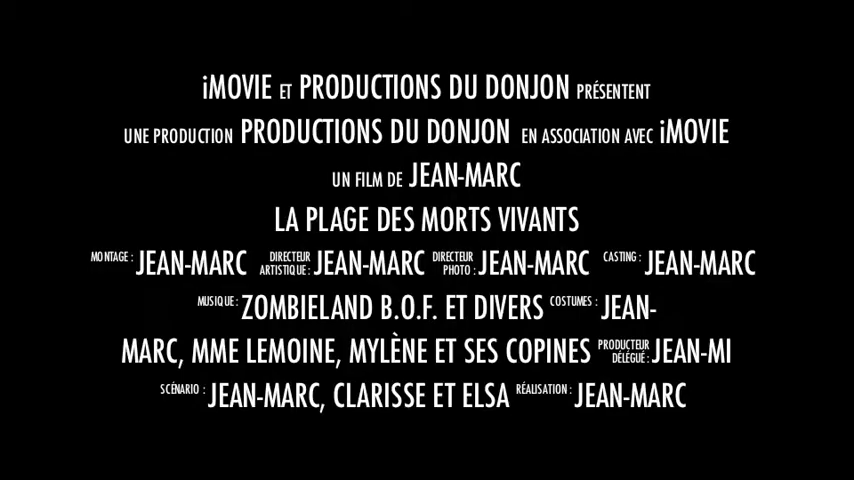 iMOVIE ET PRODUCTIONS DU DONJON PRÉSENTENT
UNE PRODUCTION PRODUCTIONS DU DONJON EN ASSOCIATION AVEC iMOVIE
UN FILM DE JEAN-MARC
LA PLAGE DES MORTS VIVANTS
MONTAGE : JEAN-MARC DIRECTEUR ARTISTIQUE : JEAN-MARC DIRECTEUR PHOTO : JEAN-MARC CASTING : JEAN-MARC
MUSIQUE : ZOMBIELAND B.O.F. ET DIVERS COSTUMES : JEAN-
MARC, MME LEMOINE, MYLÈNE ET SES COPINES PRODUCTEUR DÉLÉGUÉ : JEAN-MI
SCÉNARIO : JEAN-MARC, CLARISSE ET ELSA RÉALISATION : JEAN-MARC